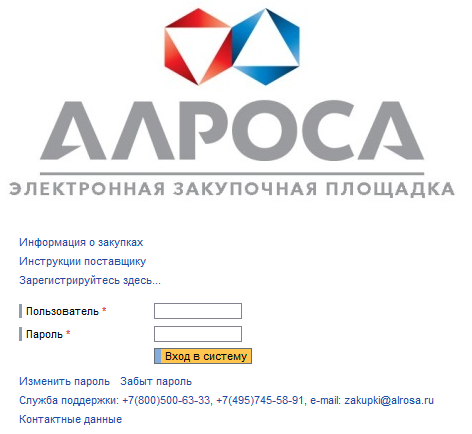 АЛРОСА
ЭЛЕКТРОННАЯ ЗАКУПОЧНАЯ ПЛОЩАДКА
Информация о закупках
Инструкции поставщику
Зарегистрируйтесь здесь...
Пользователь *
Пароль *
Вход в систему
Изменить пароль Забыт пароль
Служба поддержки: +7(800)500-63-33, +7(495)745-58-91, e-mail: zakupki@alrosa.ru
Контактные данные